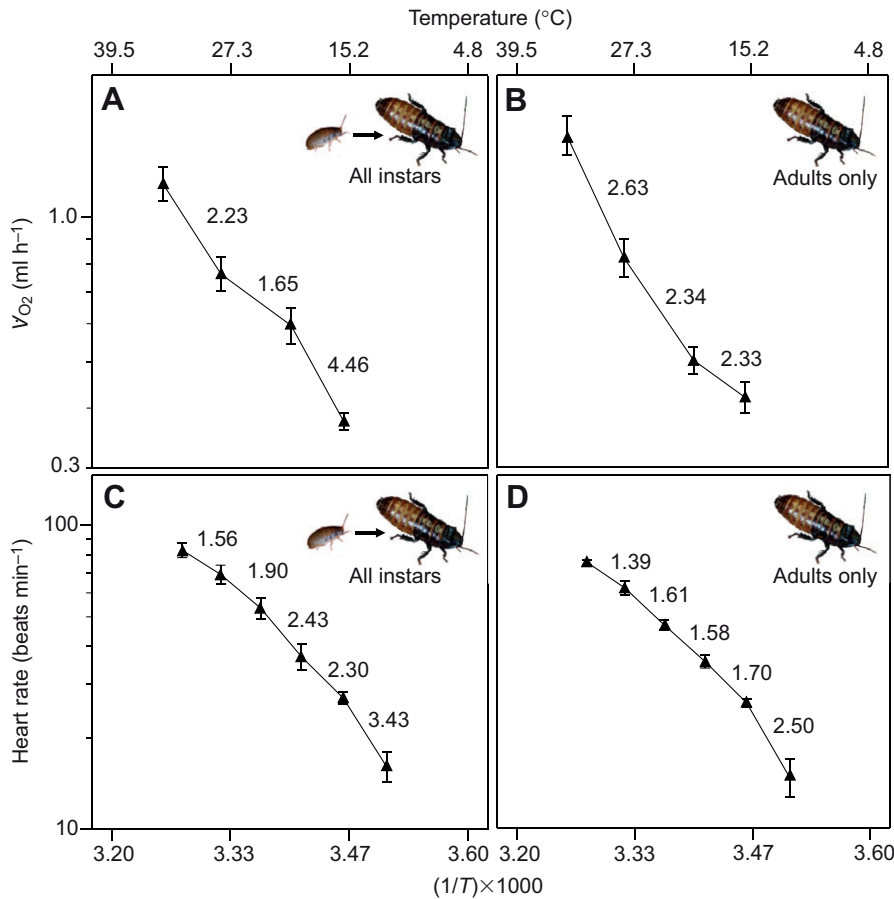 Temperature (°C)
39.5 27.3 15.2 4.8 39.5 27.3 15.2 4.8
A
All instars
2.23
1.65
4.46
B
Adults only
2.63
2.34
2.33
1.0
0.3
V̇O₂ (ml h–1)
C
All instars
1.56
1.90
2.43
2.30
3.43
D
Adults only
1.39
1.61
1.58
1.70
2.50
100
10
Heart rate (beats min–1)
3.20 3.33 3.47 3.60 3.20 3.33 3.47 3.60
(1/T)×1000